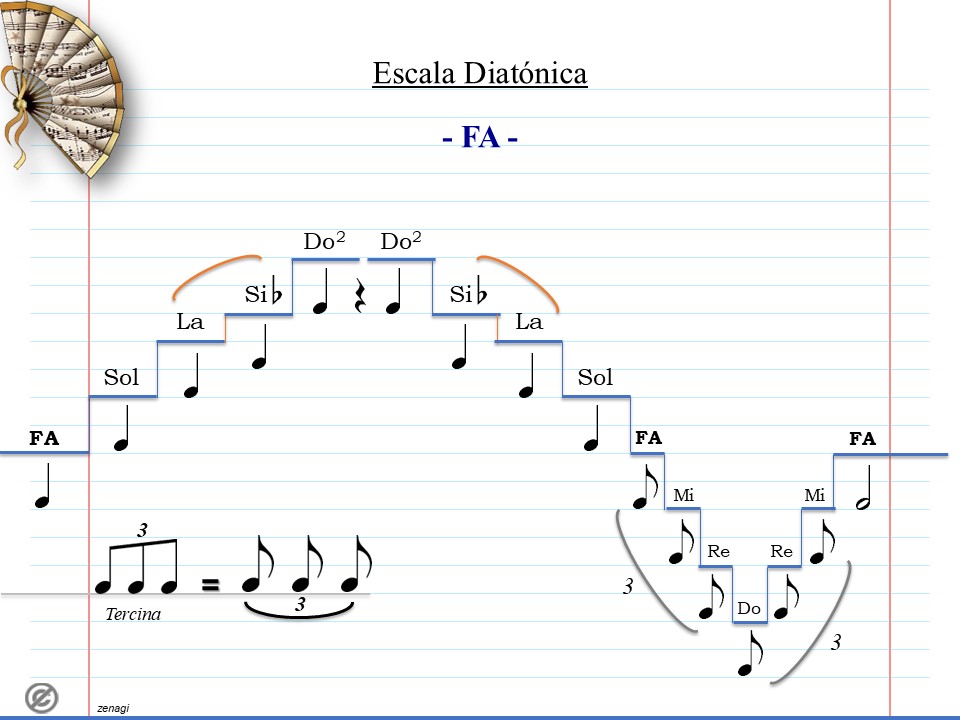 Escala Diatónica
- FA -
Do² Do²
Si♭ Si♭
La La
Sol Sol
FA FA FA
Mi Mi
3 Re Re
3
= 3 Do
Tercina
3
zenagi